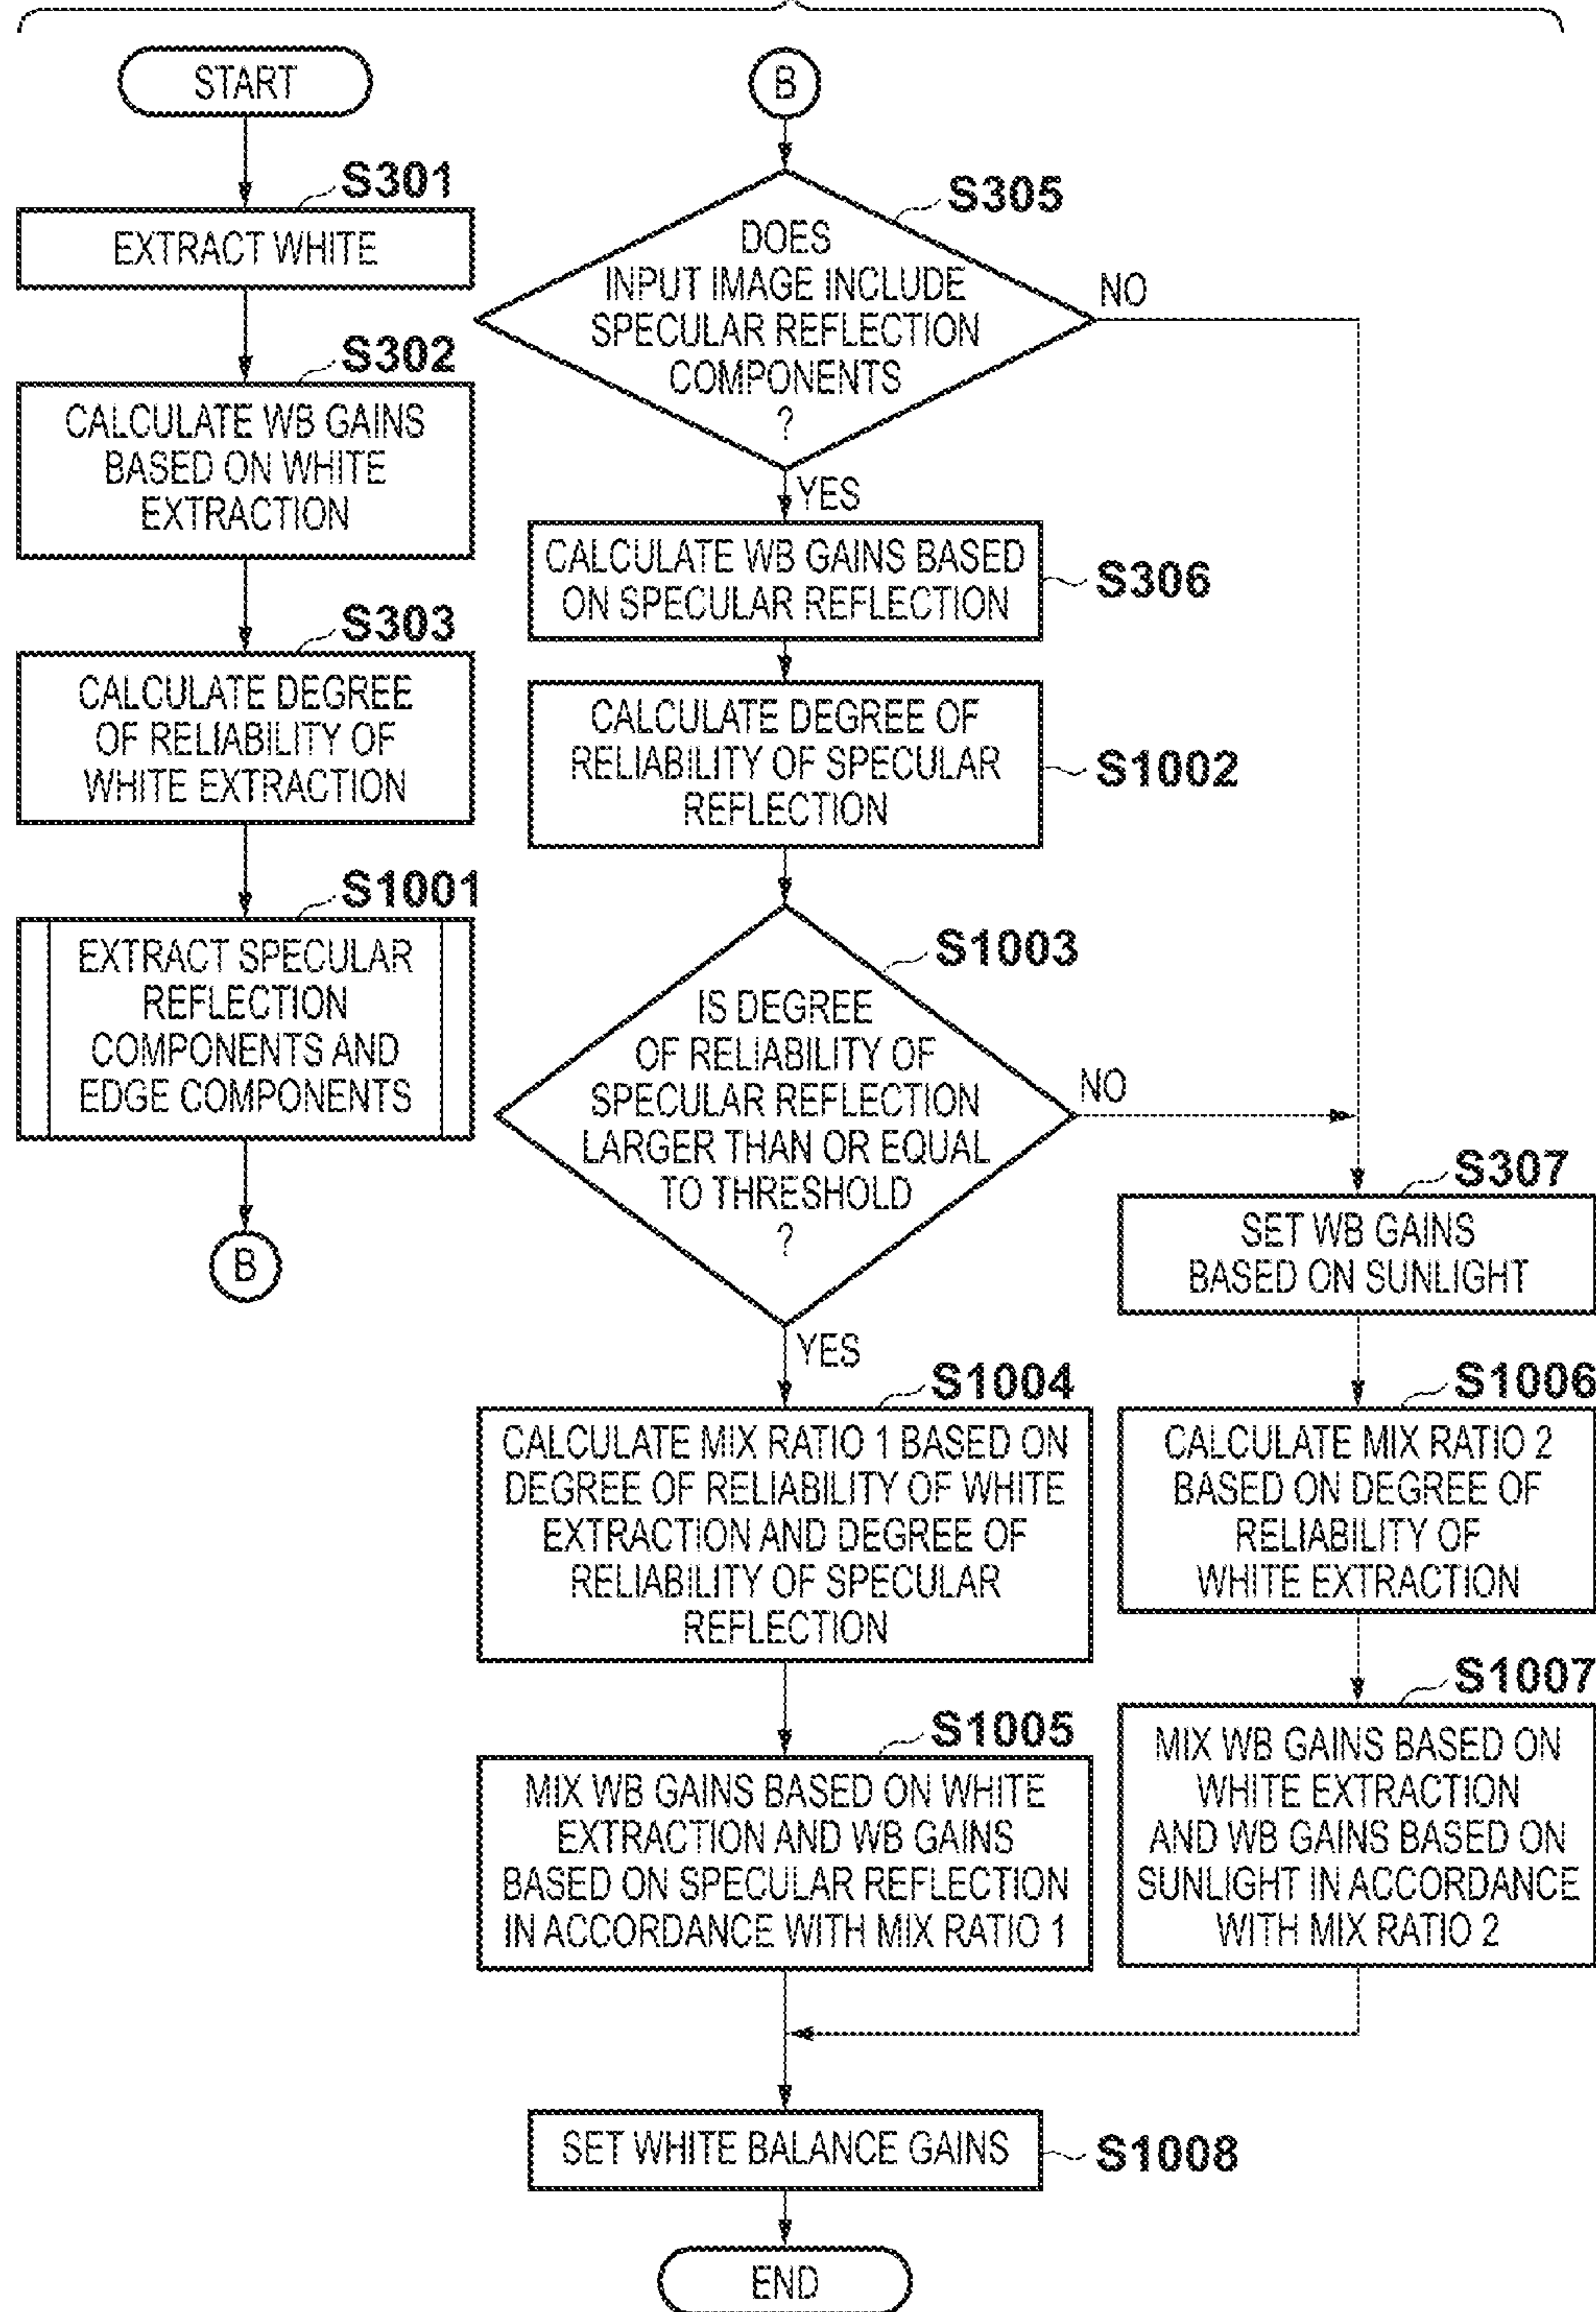 START
S301
EXTRACT WHITE
S302
CALCULATE WB GAINS
BASED ON WHITE
EXTRACTION
S303
CALCULATE DEGREE
OF RELIABILITY OF
WHITE EXTRACTION
S1001
EXTRACT SPECULAR
REFLECTION
COMPONENTS AND
EDGE COMPONENTS
B
B
S305
DOES
INPUT IMAGE INCLUDE
SPECULAR REFLECTION
COMPONENTS
?
NO
YES
CALCULATE WB GAINS BASED
ON SPECULAR REFLECTION
S306
CALCULATE DEGREE OF
RELIABILITY OF SPECULAR
REFLECTION
S1002
S1003
IS DEGREE
OF RELIABILITY OF
SPECULAR REFLECTION
LARGER THAN OR EQUAL
TO THRESHOLD
?
NO
YES
S1004
CALCULATE MIX RATIO 1 BASED ON
DEGREE OF RELIABILITY OF WHITE
EXTRACTION AND DEGREE OF
RELIABILITY OF SPECULAR
REFLECTION
S1005
MIX WB GAINS BASED ON WHITE
EXTRACTION AND WB GAINS
BASED ON SPECULAR REFLECTION
IN ACCORDANCE WITH MIX RATIO 1
S307
SET WB GAINS
BASED ON SUNLIGHT
S1006
CALCULATE MIX RATIO 2
BASED ON DEGREE OF
RELIABILITY OF
WHITE EXTRACTION
S1007
MIX WB GAINS BASED ON
WHITE EXTRACTION
AND WB GAINS BASED ON
SUNLIGHT IN ACCORDANCE
WITH MIX RATIO 2
SET WHITE BALANCE GAINS
S1008
END